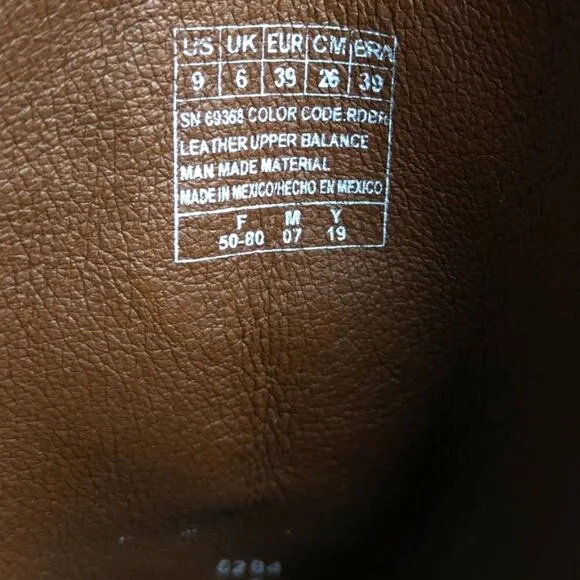 US UK EUR CM BRA
9 6 39 26 39
SN 69368 COLOR CODE:RDBR
LEATHER UPPER BALANCE
MAN MADE MATERIAL
MADE IN MEXICO/HECHO EN MEXICO
F M Y
50-80 07 19